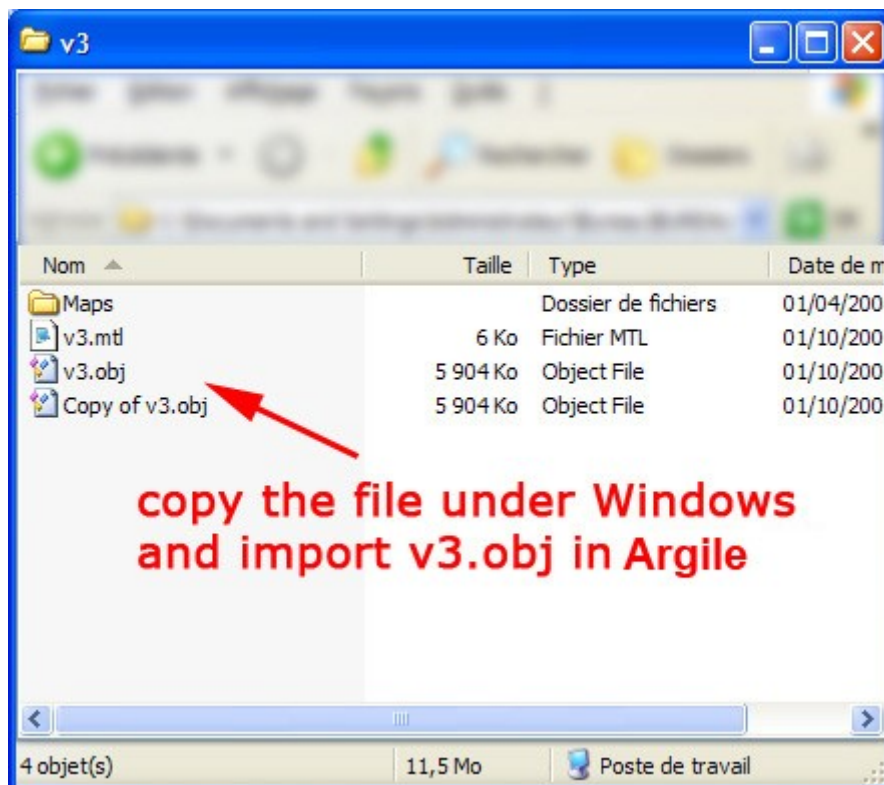 v3
Nom Taille Type Date de m
Maps Dossier de fichiers 01/04/200
v3.mtl 6 Ko Fichier MTL 01/10/200
v3.obj 5 904 Ko Object File 01/10/200
Copy of v3.obj 5 904 Ko Object File 01/10/200
copy the file under Windows
and import v3.obj in Argile
4 objet(s) 11,5 Mo Poste de travail